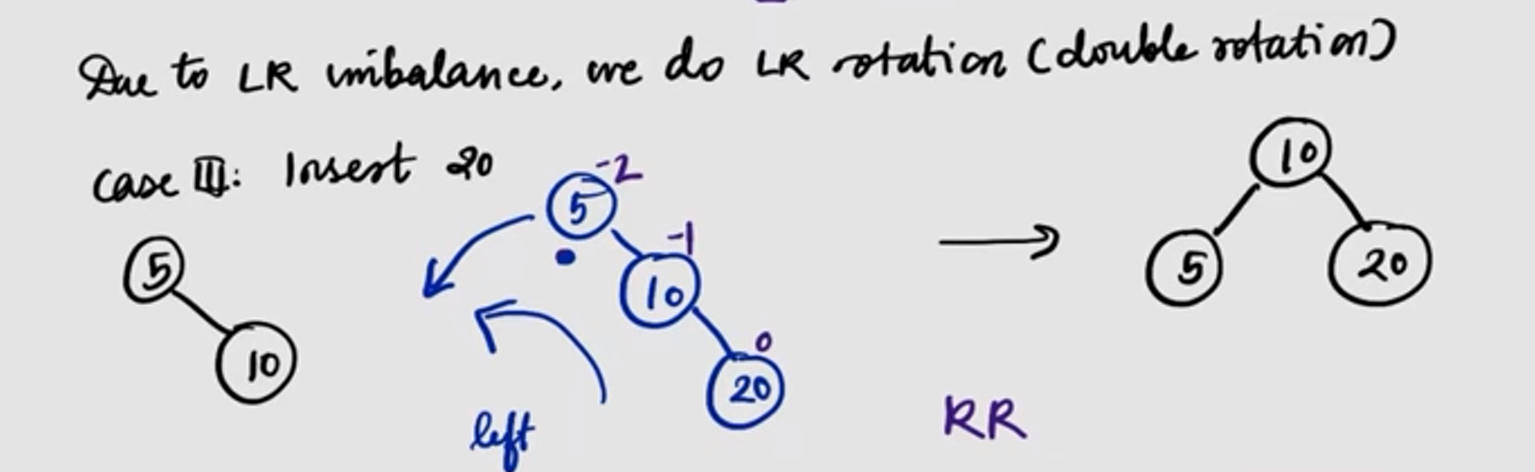 Due to LR imbalance, we do LR rotation (double rotation)
Case III: Insert 20
5
10
5 -2
10 -1
20 0
left
→
10
5 20
RR